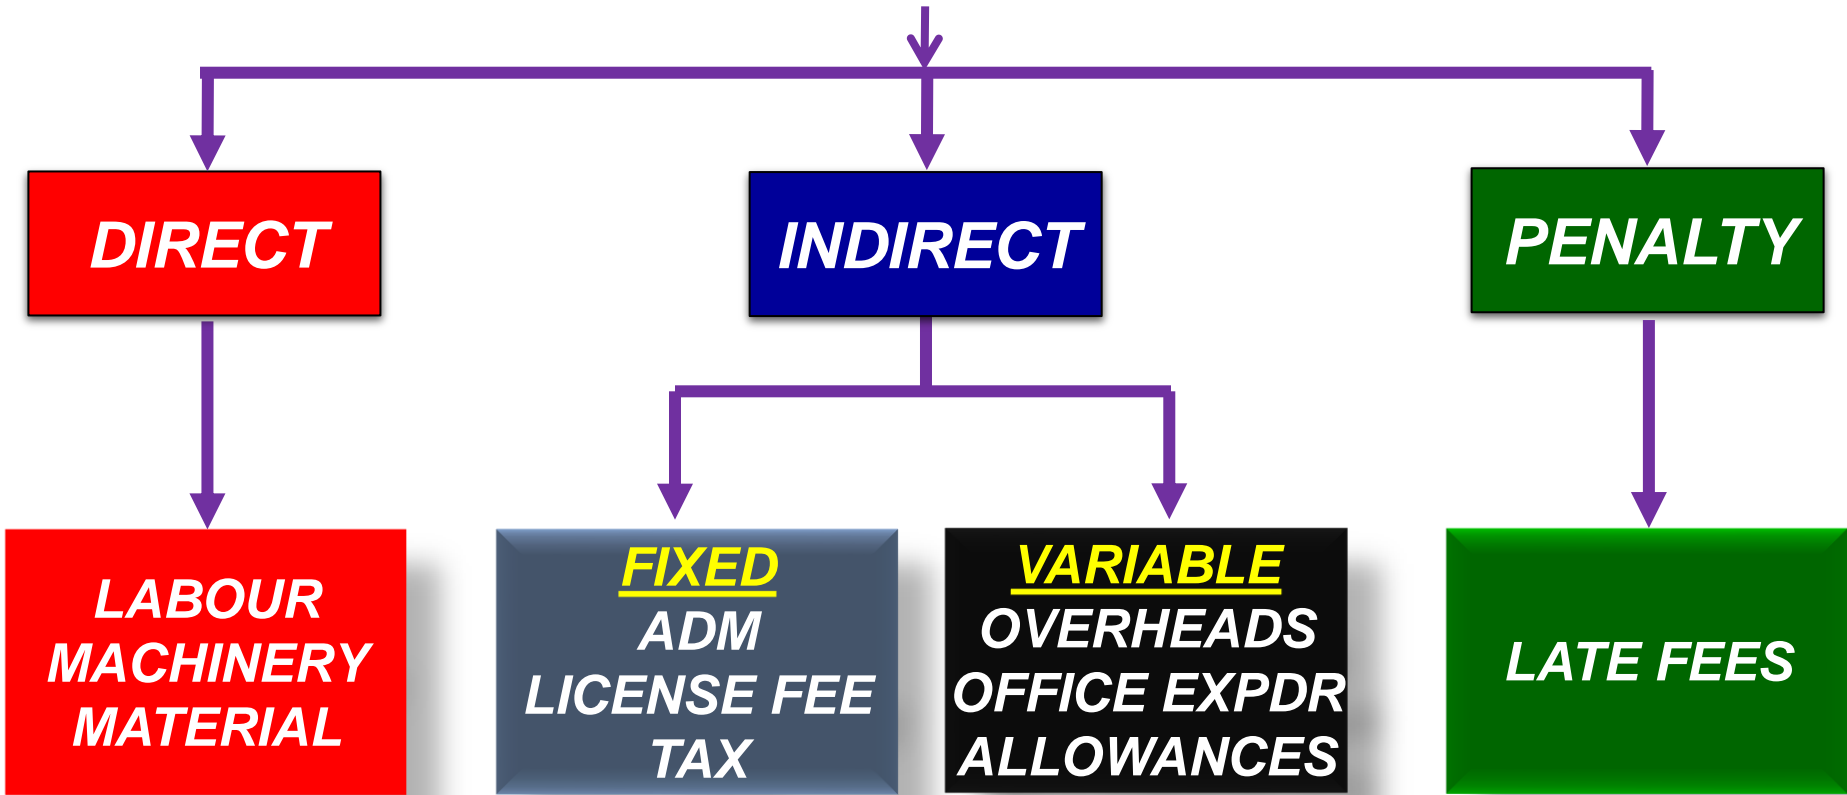 DIRECT
INDIRECT
PENALTY
LABOUR
MACHINERY
MATERIAL
FIXED
ADM
LICENSE FEE
TAX
VARIABLE
OVERHEADS
OFFICE EXPDR
ALLOWANCES
LATE FEES